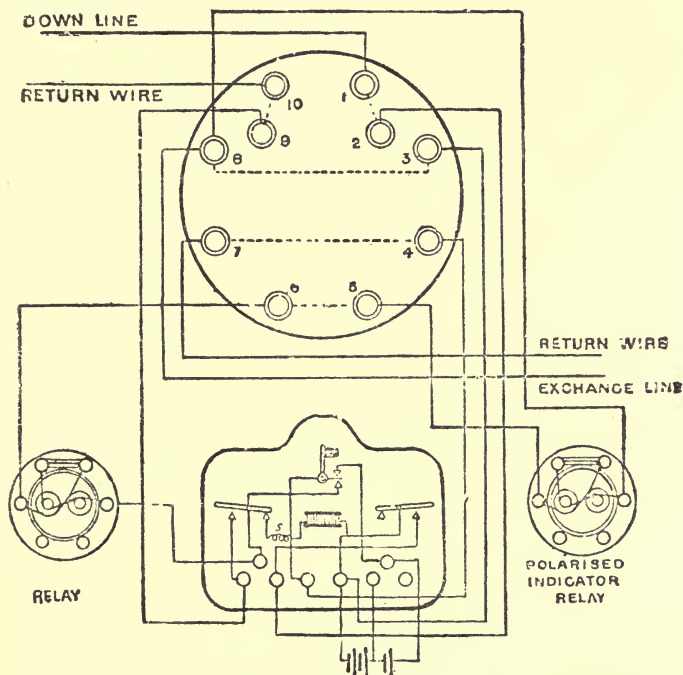 DOWN LINE
RETURN WIRE
10
1
9
2
8
3
7
4
6
5
RETURN WIRE
EXCHANGE LINE
S
RELAY
POLARISED
INDICATOR
RELAY